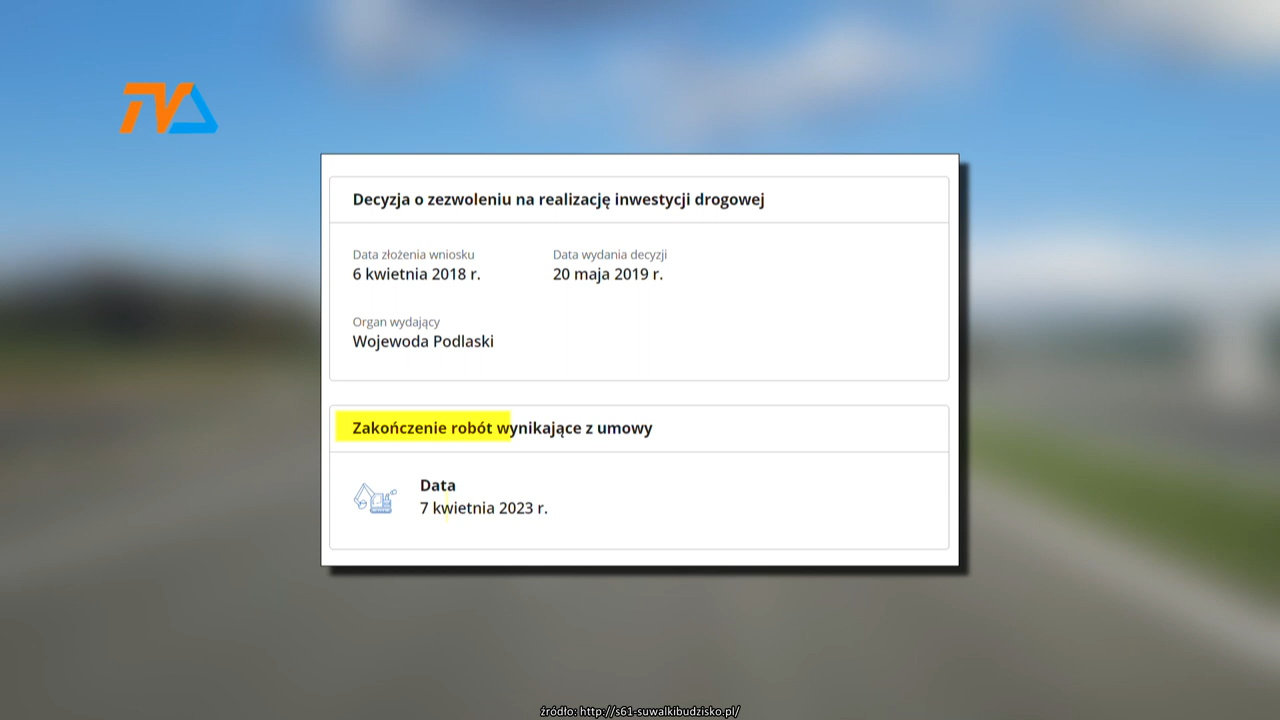 TVA
Decyzja o zezwoleniu na realizację inwestycji drogowej
Data złożenia wniosku
6 kwietnia 2018 r.
Data wydania decyzji
20 maja 2019 r.
Organ wydający
Wojewoda Podlaski
Zakończenie robót wynikające z umowy
Data
7 kwietnia 2023 r.
źródło: http://s61-suwalkibudzisko.pl/